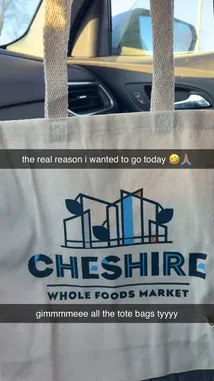 the real reason i wanted to go today 🤣🙏🏼
CHESHIRE
WHOLE FOODS MARKET
gimmmmeee all the tote bags tyyyy